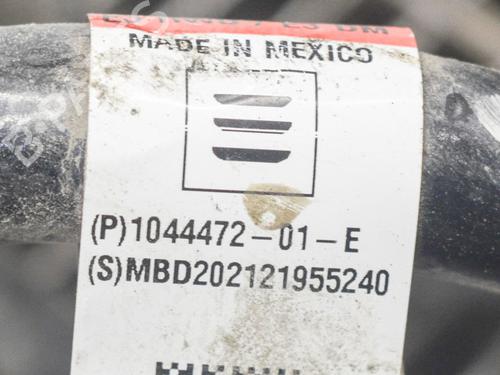 MADE IN MEXICO
(P)1044472-01-E
(S)MBD202121955240